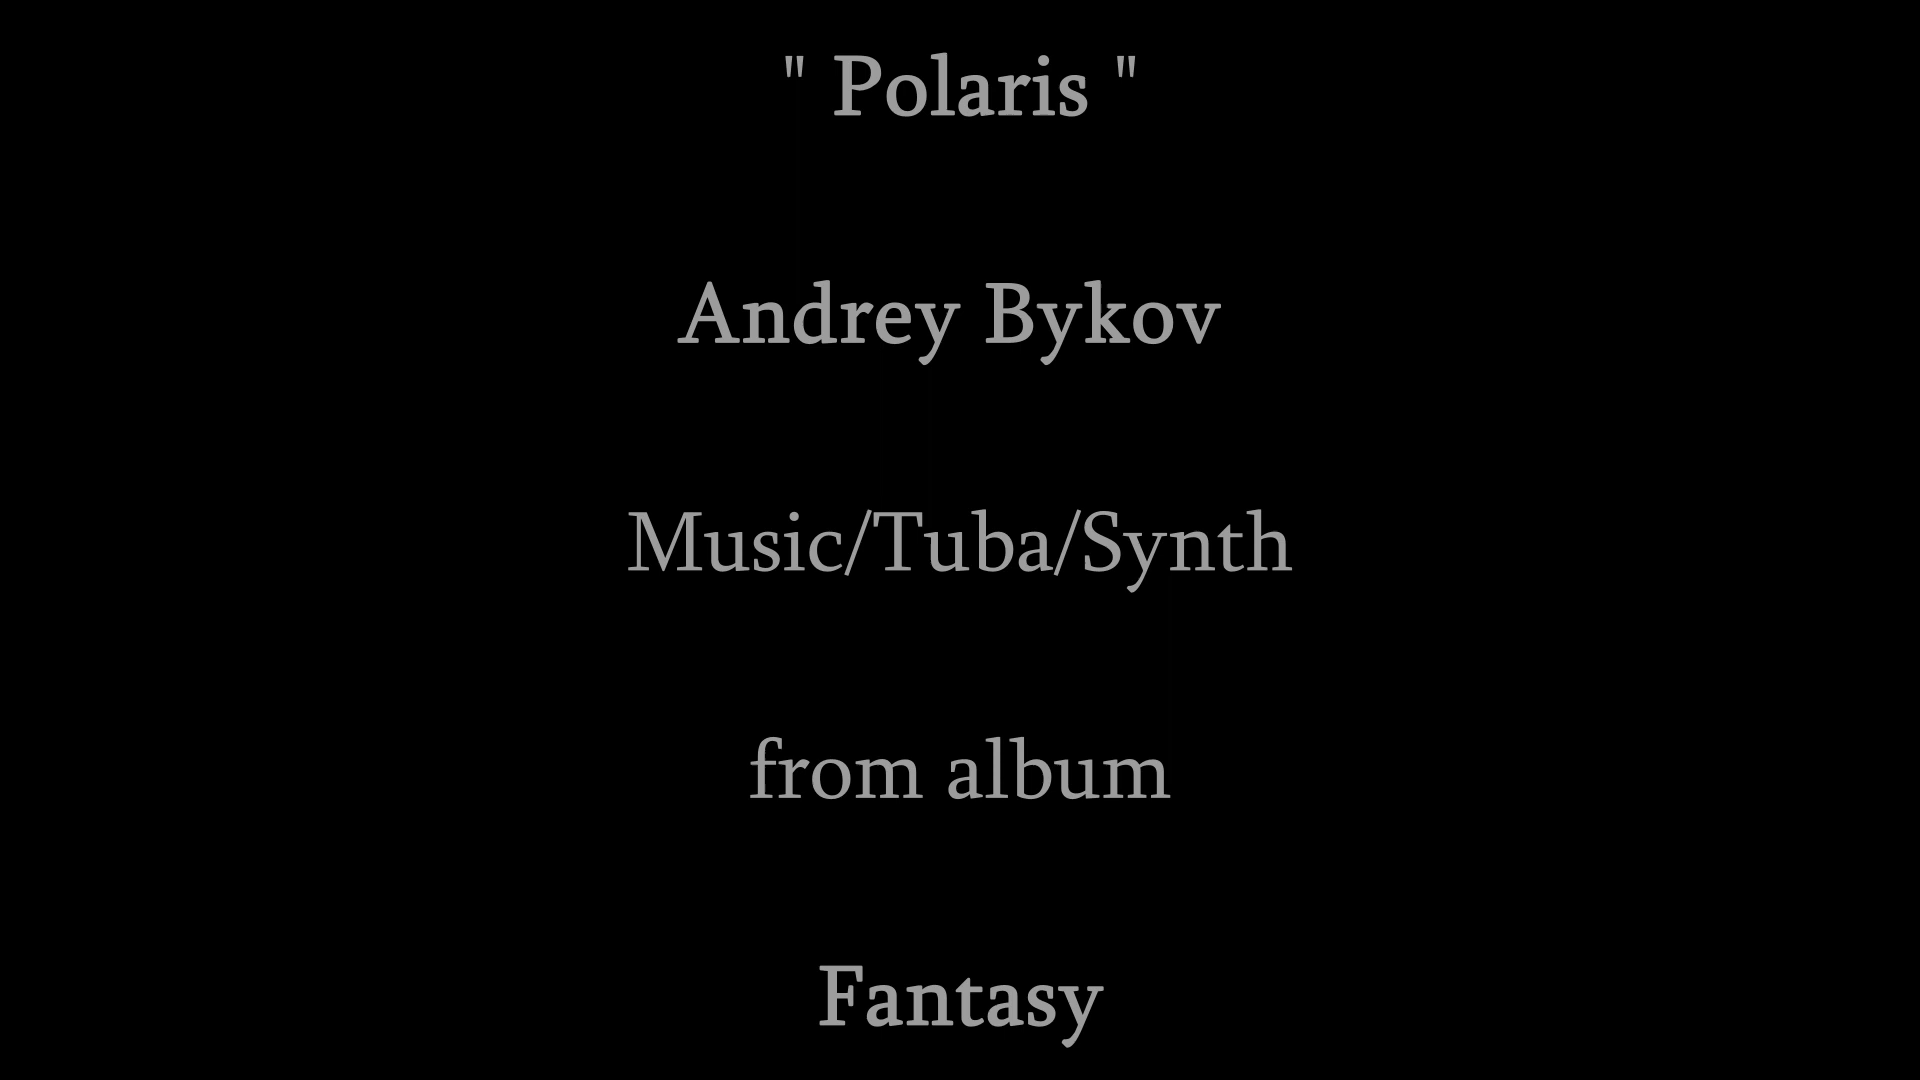 " Polaris "
Andrey Bykov
Music/Tuba/Synth
from album
Fantasy